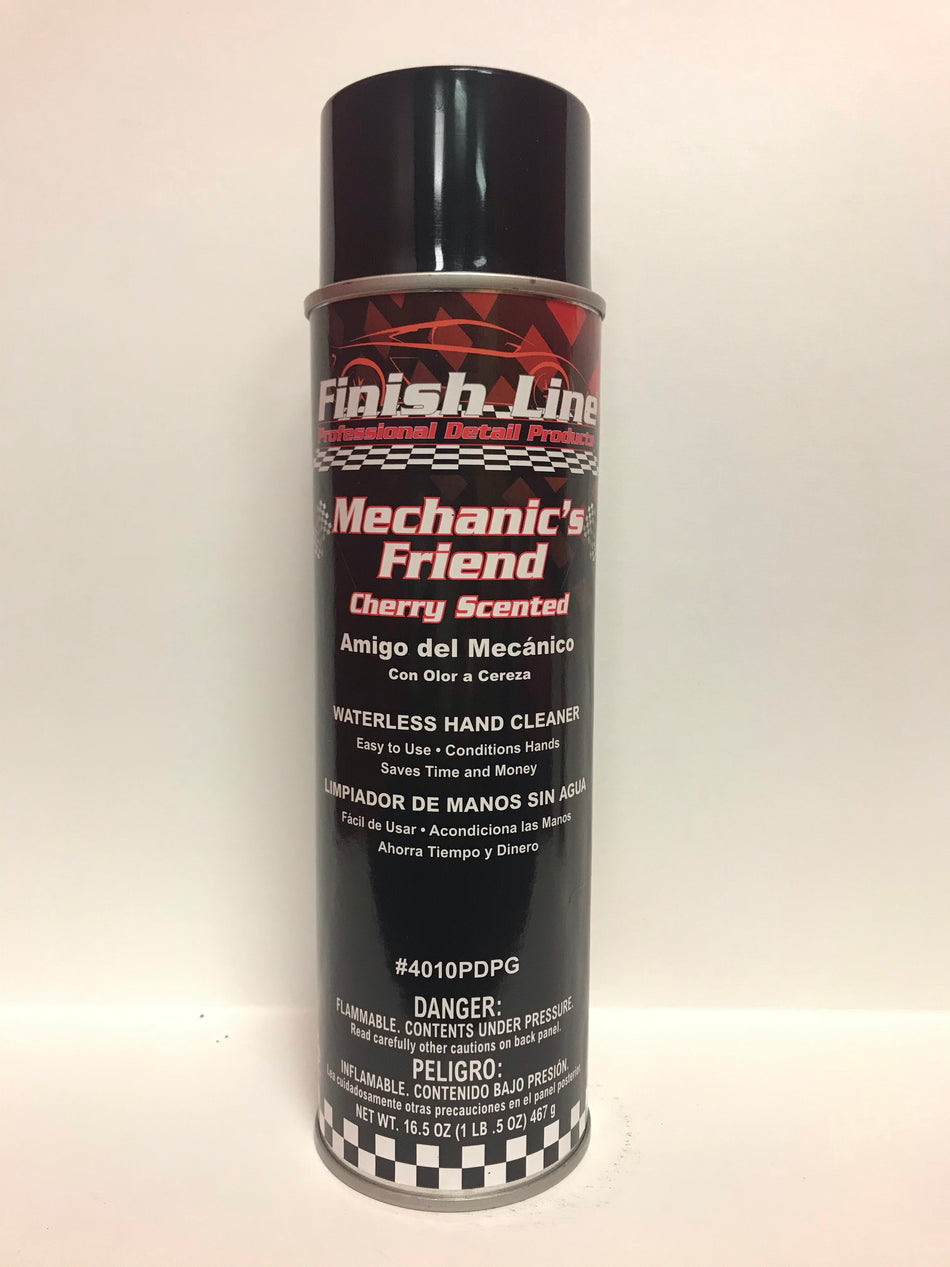 Finish Line
Professional Detail Products
Mechanic's
Friend
Cherry Scented
Amigo del Mecánico
Con Olor a Cereza
WATERLESS HAND CLEANER
Easy to Use • Conditions Hands
Saves Time and Money
LIMPIADOR DE MANOS SIN AGUA
Fácil de Usar • Acondiciona las Manos
Ahorra Tiempo y Dinero
#4010PDPG
DANGER:
FLAMMABLE. CONTENTS UNDER PRESSURE.
Read carefully other cautions on back panel.
PELIGRO:
INFLAMABLE. CONTENIDO BAJO PRESIÓN.
Lea cuidadosamente otras precauciones en el panel posterior.
NET WT. 16.5 OZ (1 LB .5 OZ) 467 g